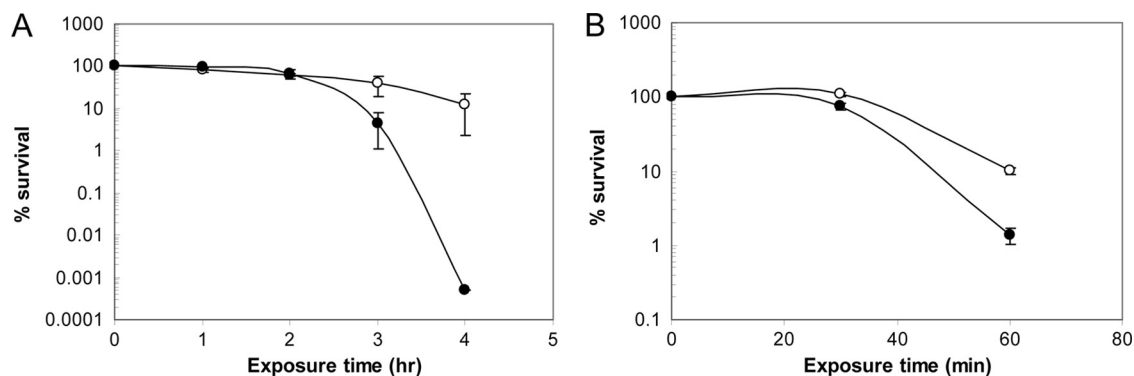 A
% survival
1000
100
10
1
0.1
0.01
0.001
0.0001
0 1 2 3 4 5
Exposure time (hr)
B
% survival
1000
100
10
1
0.1
0 20 40 60 80
Exposure time (min)